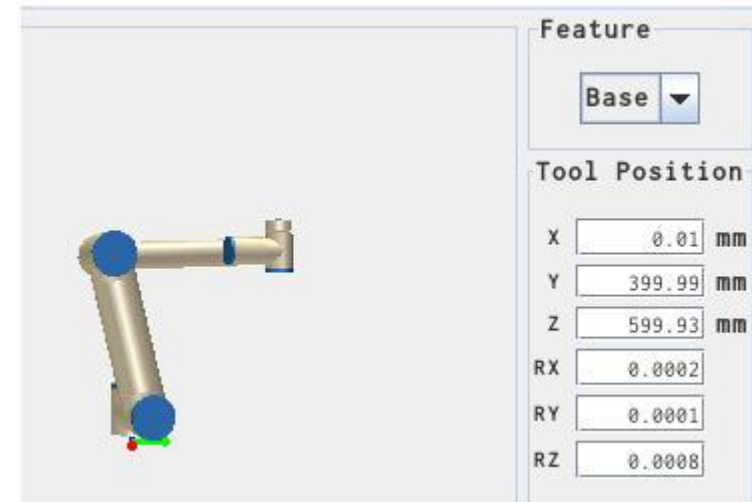 Feature
Base
Tool Position
X 0.01 mm
Y 399.99 mm
Z 599.93 mm
RX 0.0002
RY 0.0001
RZ 0.0008